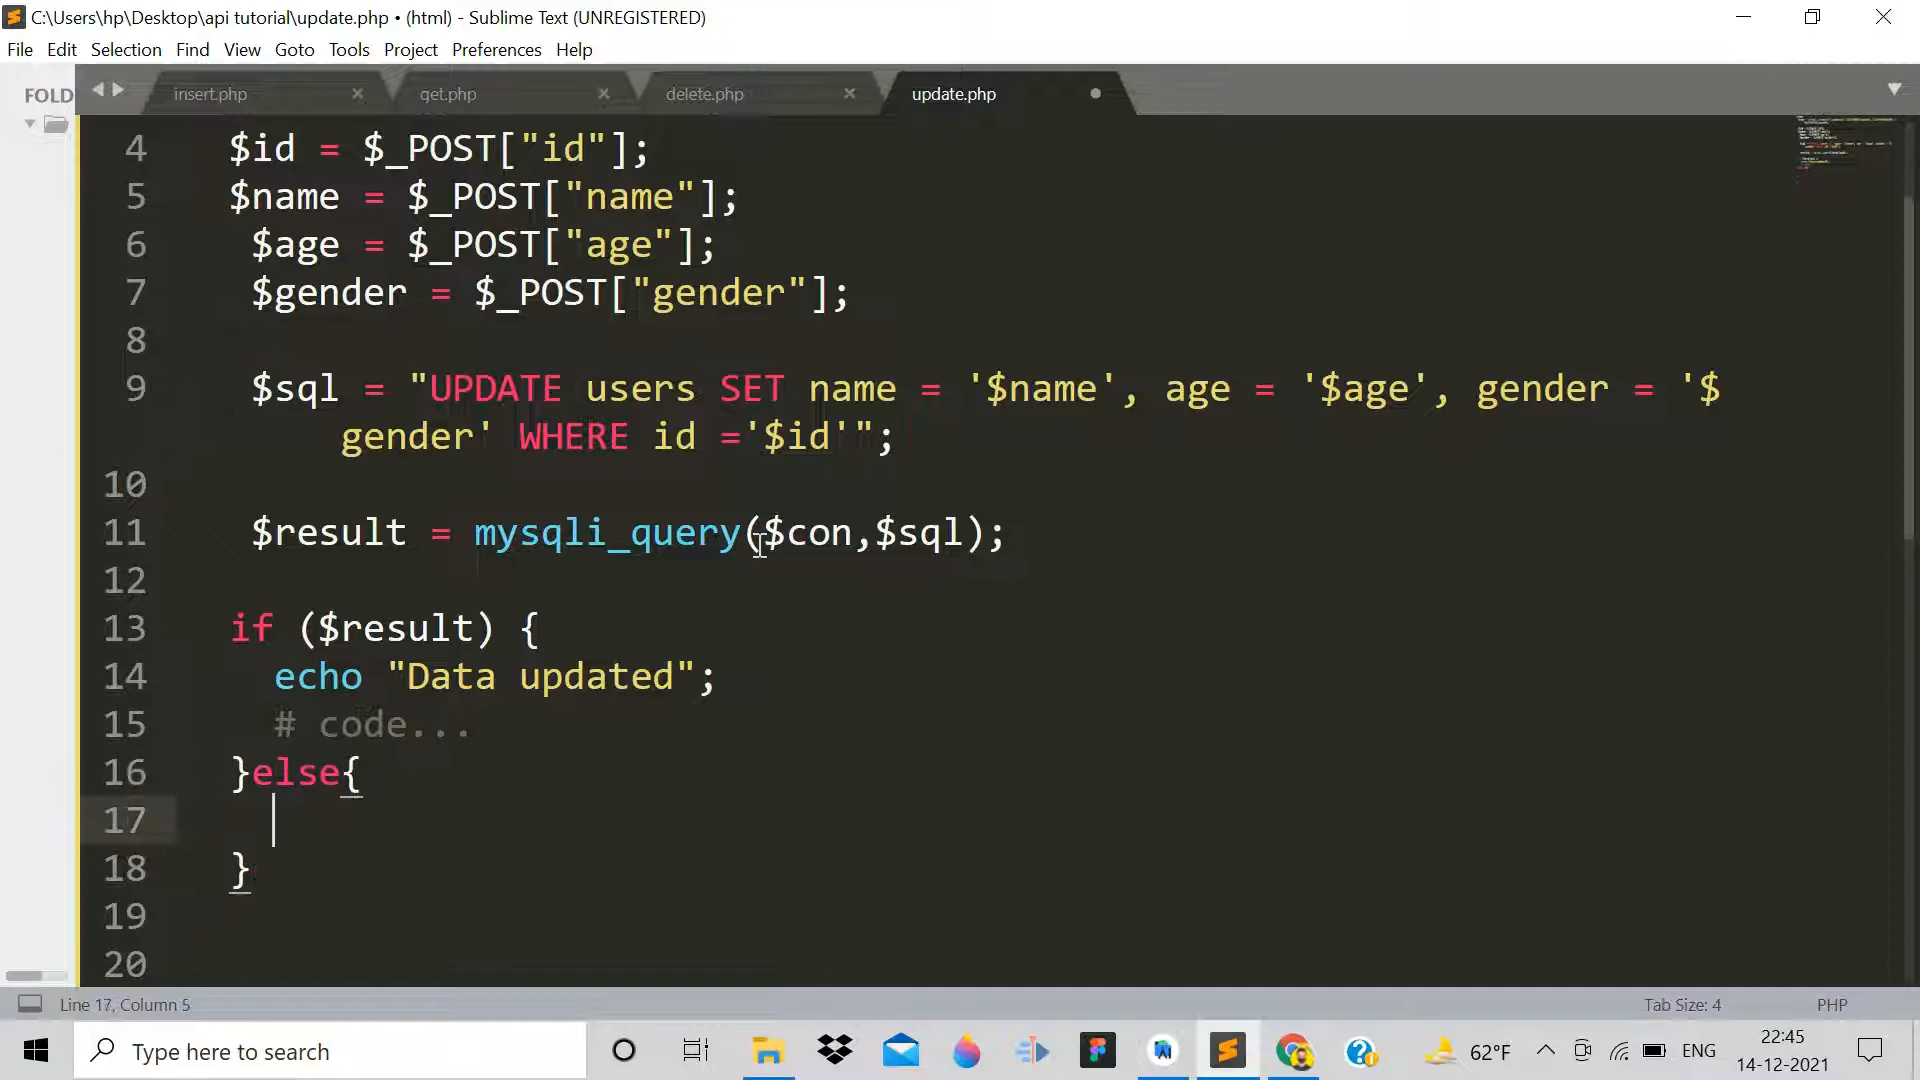 C:\Users\hp\Desktop\api tutorial\update.php • (html) - Sublime Text (UNREGISTERED)
File Edit Selection Find View Goto Tools Project Preferences Help
FOLD
insert.php × get.php × delete.php × update.php
4 $id = $_POST["id"];
5 $name = $_POST["name"];
6 $age = $_POST["age"];
7 $gender = $_POST["gender"];
8
9 $sql = "UPDATE users SET name = '$name', age = '$age', gender = '$
gender' WHERE id ='$id'";
10
11 $result = mysqli_query($con,$sql);
12
13 if ($result) {
14 echo "Data updated";
15 # code...
16 }else{
17
18 }
19
20
Line 17, Column 5 Tab Size: 4 PHP
Type here to search 62°F ENG 22:45
14-12-2021